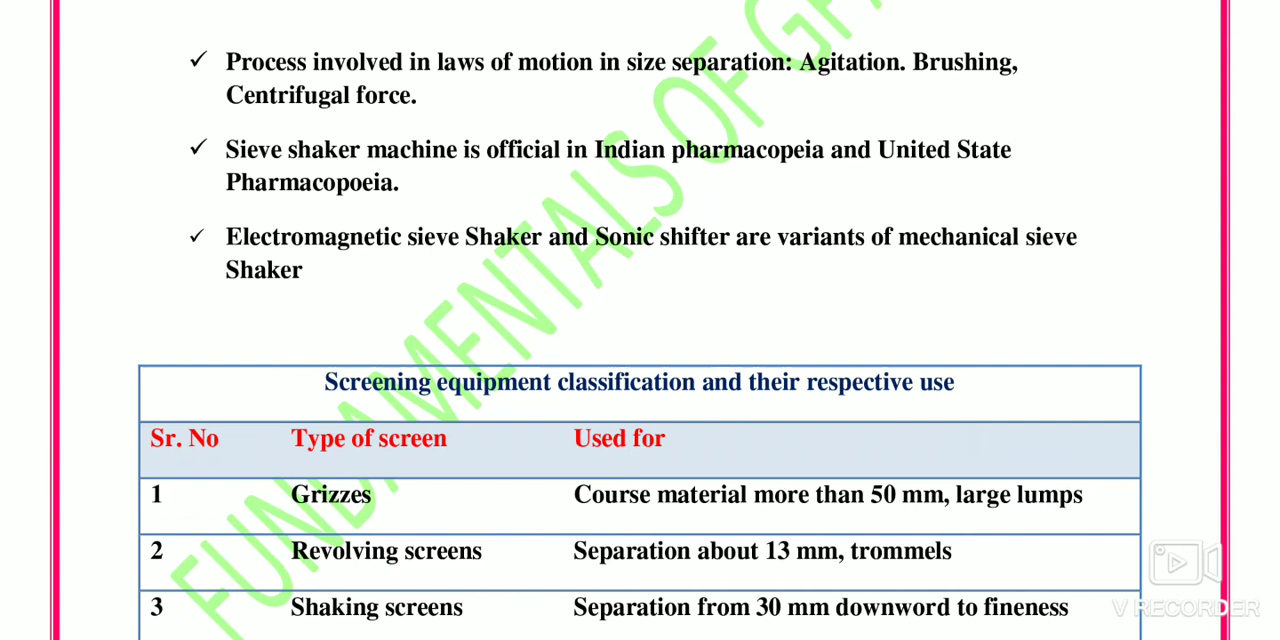 Process involved in laws of motion in size separation: Agitation. Brushing,
Centrifugal force.
Sieve shaker machine is official in Indian pharmacopeia and United State
Pharmacopoeia.
Electromagnetic sieve Shaker and Sonic shifter are variants of mechanical sieve
Shaker
Screening equipment classification and their respective use
Sr. No Type of screen Used for
1 Grizzes Course material more than 50 mm, large lumps
2 Revolving screens Separation about 13 mm, trommels
3 Shaking screens Separation from 30 mm downword to fineness
FUNDAMENTALS OF
V RECORDER